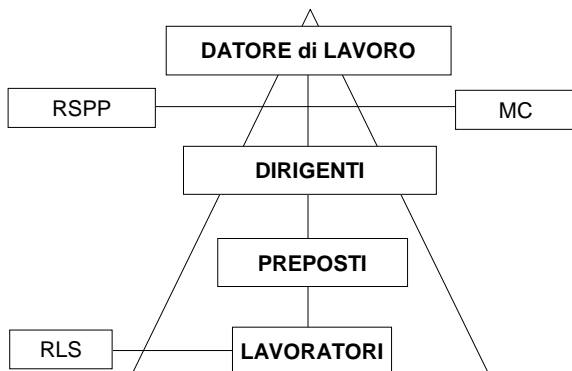 DATORE di LAVORO
RSPP
MC
DIRIGENTI
PREPOSTI
RLS
LAVORATORI